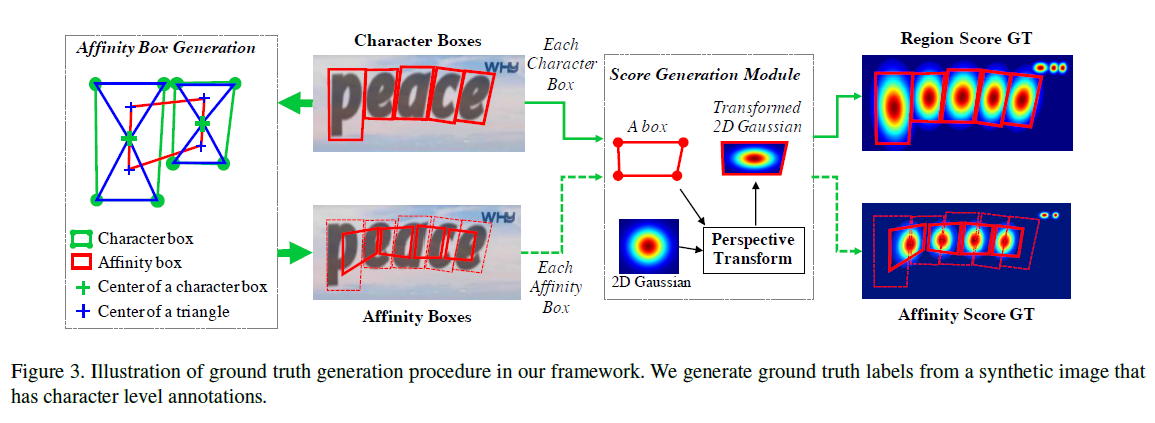 Affinity Box Generation
Character box
Affinity box
Center of a character box
Center of a triangle
Character Boxes
WHY
peace
WHY
peace
Affinity Boxes
Each
Character
Box
Each
Affinity
Box
Score Generation Module
A box
Transformed
2D Gaussian
2D Gaussian
Perspective
Transform
Region Score GT
Affinity Score GT
Figure 3. Illustration of ground truth generation procedure in our framework. We generate ground truth labels from a synthetic image that
has character level annotations.